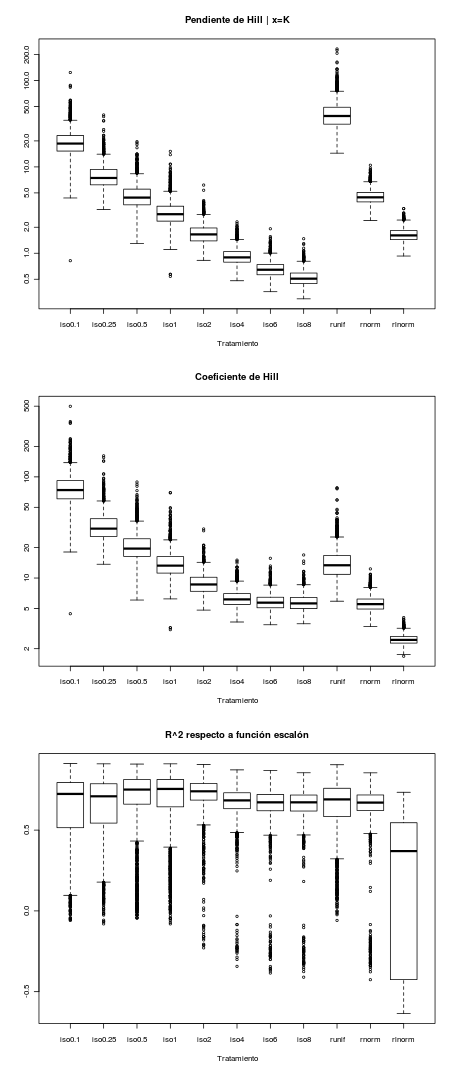 Pendiente de Hill | x=K
200.0
100.0
50.0
20.0
10.0
5.0
2.0
1.0
0.5
iso0.1 iso0.25 iso0.5 iso1 iso2 iso4 iso6 iso8 runif rnorm rlnorm
Tratamiento
Coeficiente de Hill
500
200
100
50
20
10
5
2
iso0.1 iso0.25 iso0.5 iso1 iso2 iso4 iso6 iso8 runif rnorm rlnorm
Tratamiento
R^2 respecto a función escalón
0.5
0.0
-0.5
iso0.1 iso0.25 iso0.5 iso1 iso2 iso4 iso6 iso8 runif rnorm rlnorm
Tratamiento